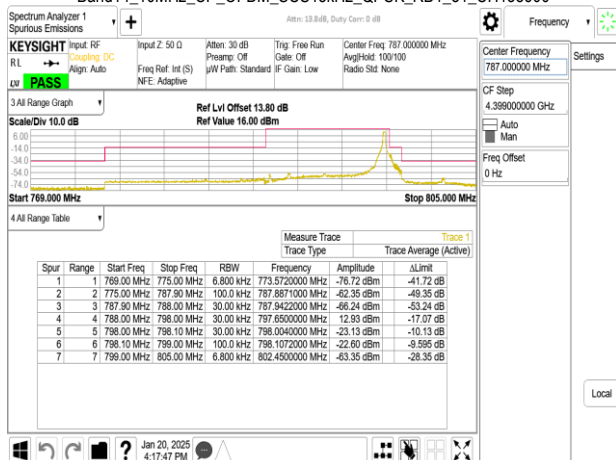 Spectrum Analyzer 1
Spurious Emissions
Attn: 13.8dB, Duty Corr: 0 dB
Frequency
Settings
KEYSIGHT
RL
PASS
Input: RF
Coupling: DC
Align: Auto
Input Z: 50 Ω
Freq Ref: Int (S)
NFE: Adaptive
Atten: 30 dB
Preamp: Off
µW Path: Standard
Trig: Free Run
Gate: Off
IF Gain: Low
Center Freq: 787.000000 MHz
Avg|Hold: 100/100
Radio Std: None
Center Frequency
787.000000 MHz
CF Step
4.399000000 GHz
Auto
Man
Freq Offset
0 Hz
3 All Range Graph
Scale/Div 10.0 dB
Ref Lvl Offset 13.80 dB
Ref Value 16.00 dBm
6.00
-14.0
-34.0
-54.0
-74.0
Start 769.000 MHz
Stop 805.000 MHz
4 All Range Table
Measure Trace Trace 1
Trace Type Trace Average (Active)
Spur Range Start Freq Stop Freq RBW Frequency Amplitude ΔLimit
1 1 769.00 MHz 775.00 MHz 6.800 kHz 773.5720000 MHz -76.72 dBm -41.72 dB
2 2 775.00 MHz 787.90 MHz 100.0 kHz 787.8871000 MHz -62.35 dBm -49.35 dB
3 3 787.90 MHz 788.00 MHz 30.00 kHz 787.9422000 MHz -66.24 dBm -53.24 dB
4 4 788.00 MHz 798.00 MHz 30.00 kHz 797.6500000 MHz 12.93 dBm -17.07 dB
5 5 798.00 MHz 798.10 MHz 30.00 kHz 798.0040000 MHz -23.13 dBm -10.13 dB
6 6 798.10 MHz 799.00 MHz 100.0 kHz 798.1072000 MHz -22.60 dBm -9.595 dB
7 7 799.00 MHz 805.00 MHz 6.800 kHz 802.4500000 MHz -63.35 dBm -28.35 dB
Local
Jan 20, 2025
4:17:47 PM